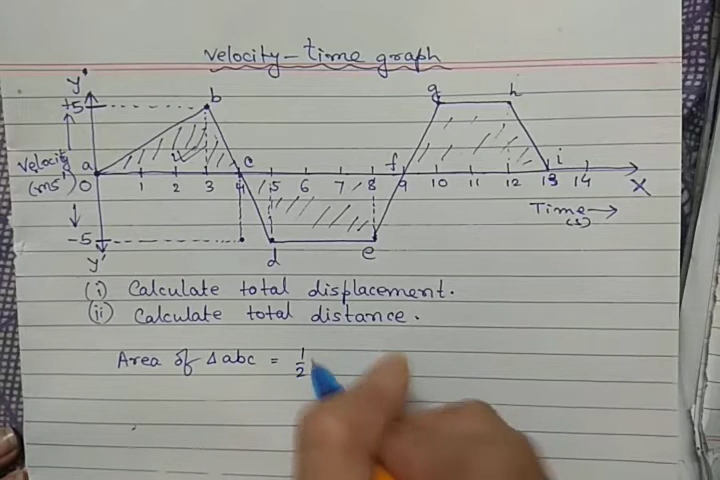 velocity - time graph
y
+5
b
g
h
velocity
(ms⁻¹)
a
c
f
i
0 1 2 3 4 5 6 7 8 9 10 11 12 13 14
X
Time →
(s)
-5
y'
d
e
(i) Calculate total displacement.
(ii) Calculate total distance.
Area of Δabc = 1/2